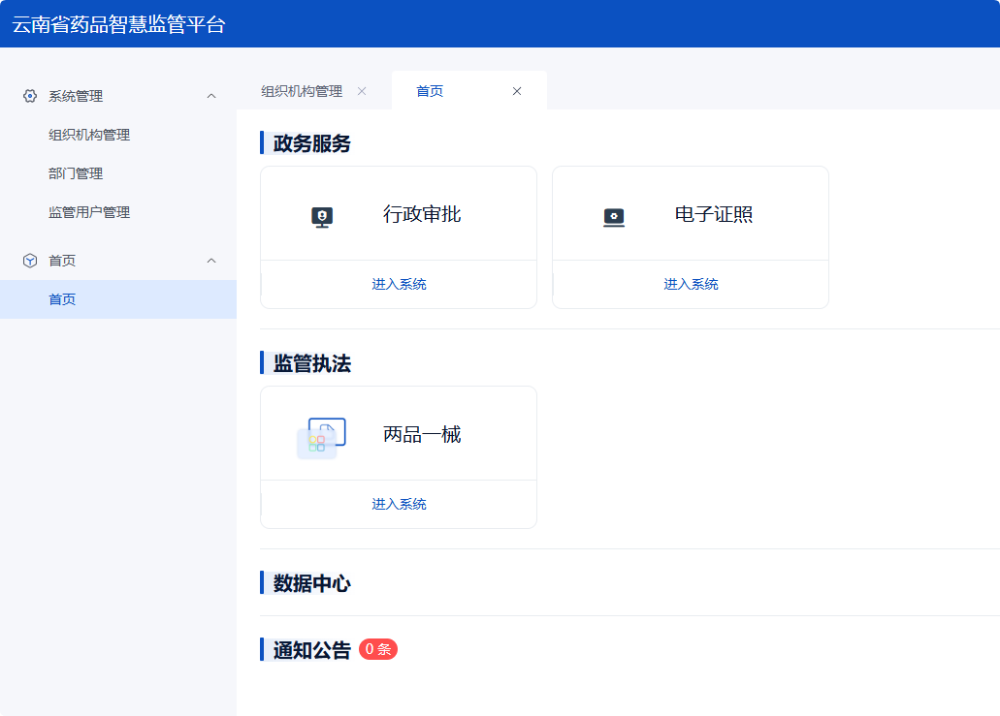 云南省药品智慧监管平台
系统管理
组织机构管理
部门管理
监管用户管理
首页
首页
组织机构管理 首页
政务服务
行政审批 电子证照
进入系统 进入系统
监管执法
两品一械
进入系统
数据中心
通知公告 0 条